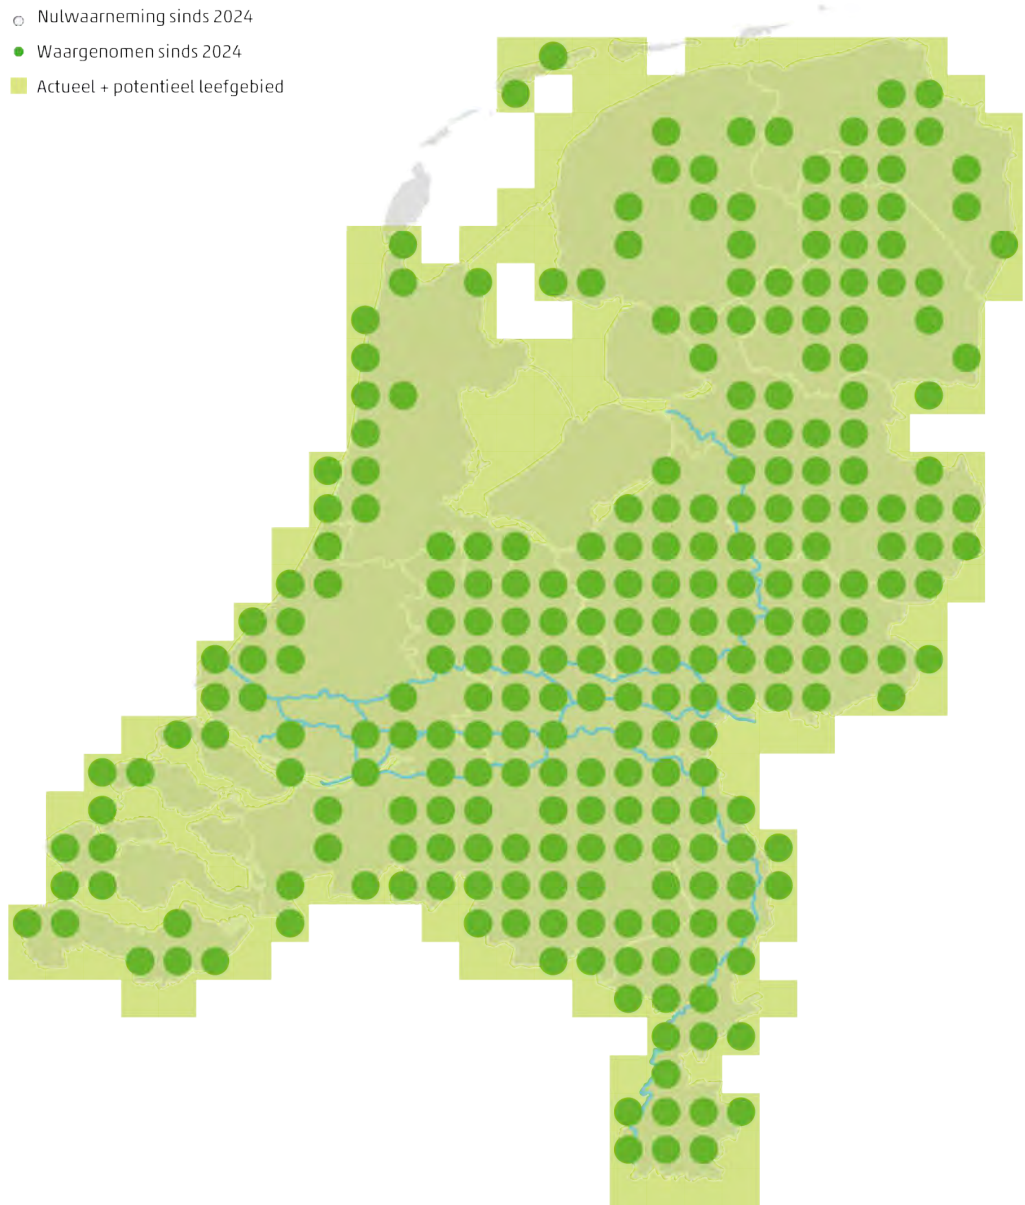 Nulwaarneming sinds 2024
Waargenomen sinds 2024
Actueel + potentieel leefgebied